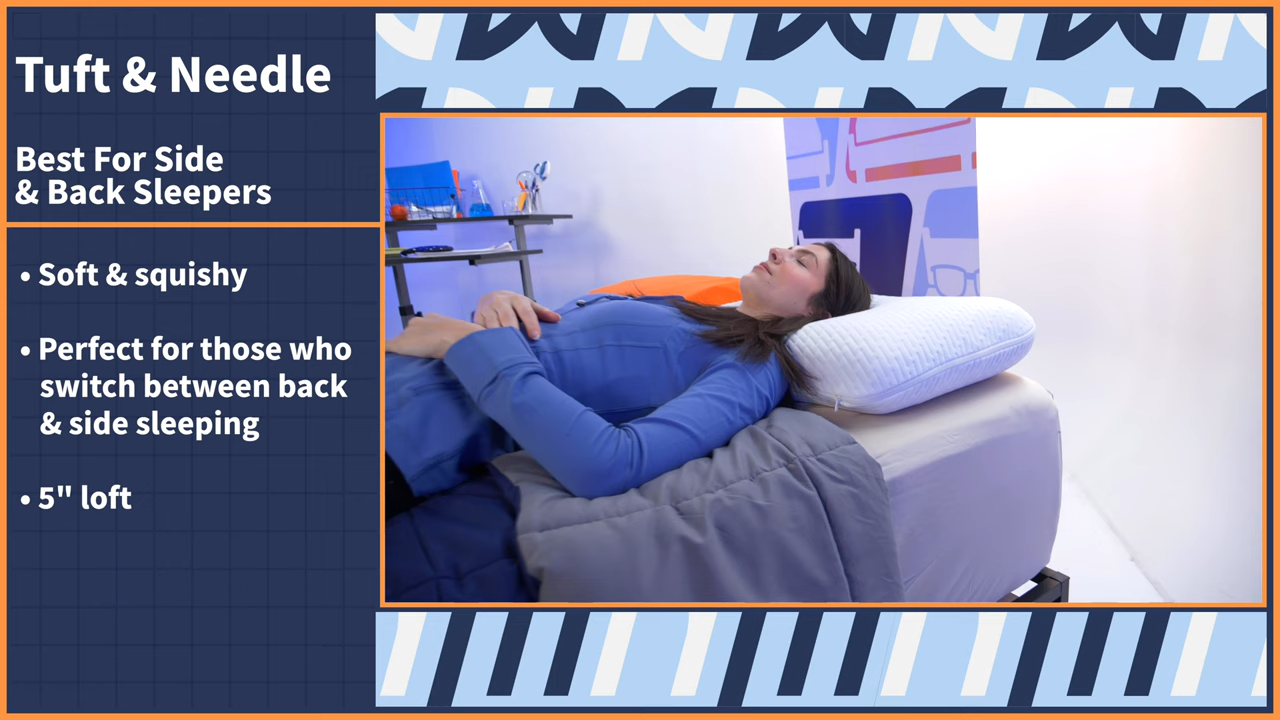 Tuft & Needle
Best For Side
& Back Sleepers
• Soft & squishy
• Perfect for those who
switch between back
& side sleeping
• 5" loft